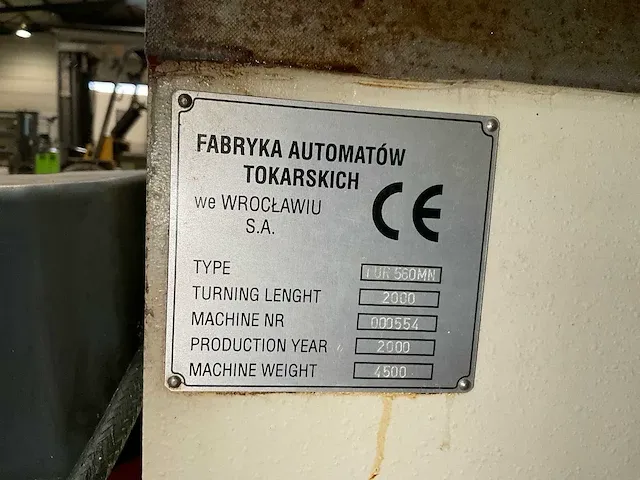 FABRYKA AUTOMATÓW
TOKARSKICH
we WROCŁAWIU
S.A.
CE
TYPE TUR 560MN
TURNING LENGHT 2000
MACHINE NR 000554
PRODUCTION YEAR 2000
MACHINE WEIGHT 4500